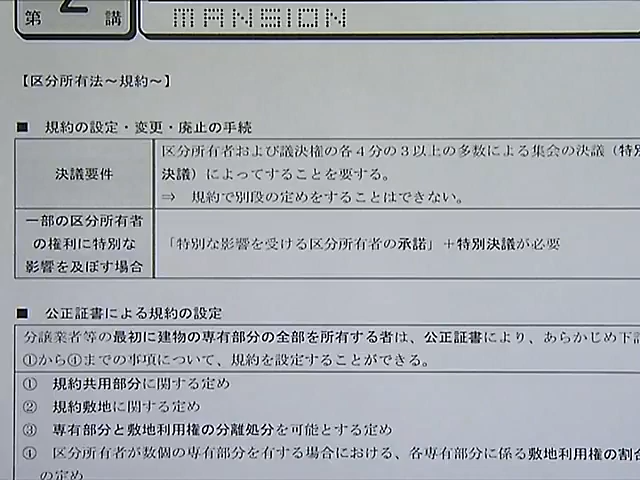 第2講
MANSION
【区分所有法～規約～】
■ 規約の設定・変更・廃止の手続
決議要件
区分所有者および議決権の各4分の3以上の多数による集会の決議（特別
決議）によってすることを要する。
⇒ 規約で別段の定めをすることはできない。
一部の区分所有者
の権利に特別な
影響を及ぼす場合
「特別な影響を受ける区分所有者の承諾」＋特別決議が必要
■ 公正証書による規約の設定
分譲業者等の最初に建物の専有部分の全部を所有する者は、公正証書により、あらかじめ下記
①から④までの事項について、規約を設定することができる。
① 規約共用部分に関する定め
② 規約敷地に関する定め
③ 専有部分と敷地利用権の分離処分を可能とする定め
④ 区分所有者が数個の専有部分を有する場合における、各専有部分に係る敷地利用権の割合
の定め